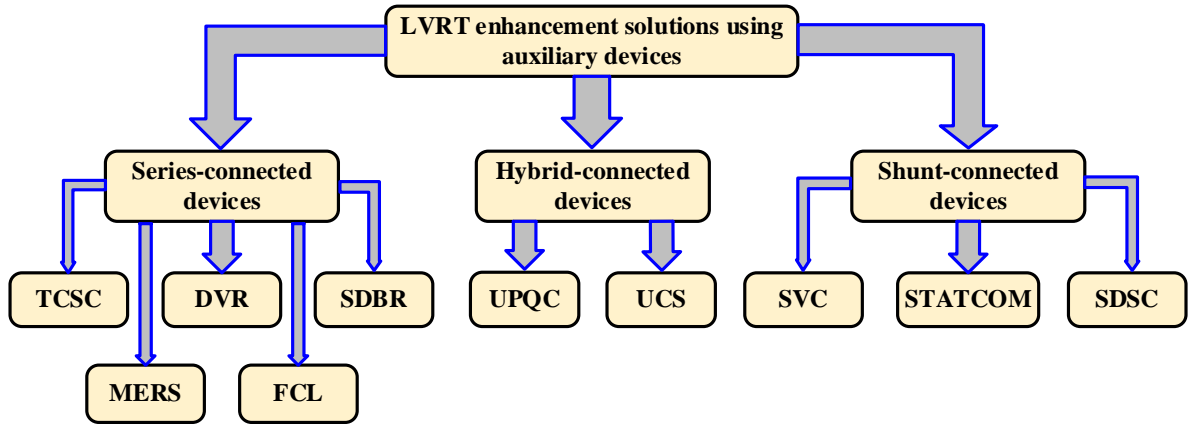 LVRT enhancement solutions using
auxiliary devices
Series-connected
devices
Hybrid-connected
devices
Shunt-connected
devices
TCSC
DVR
SDBR
UPQC
UCS
SVC
STATCOM
SDSC
MERS
FCL